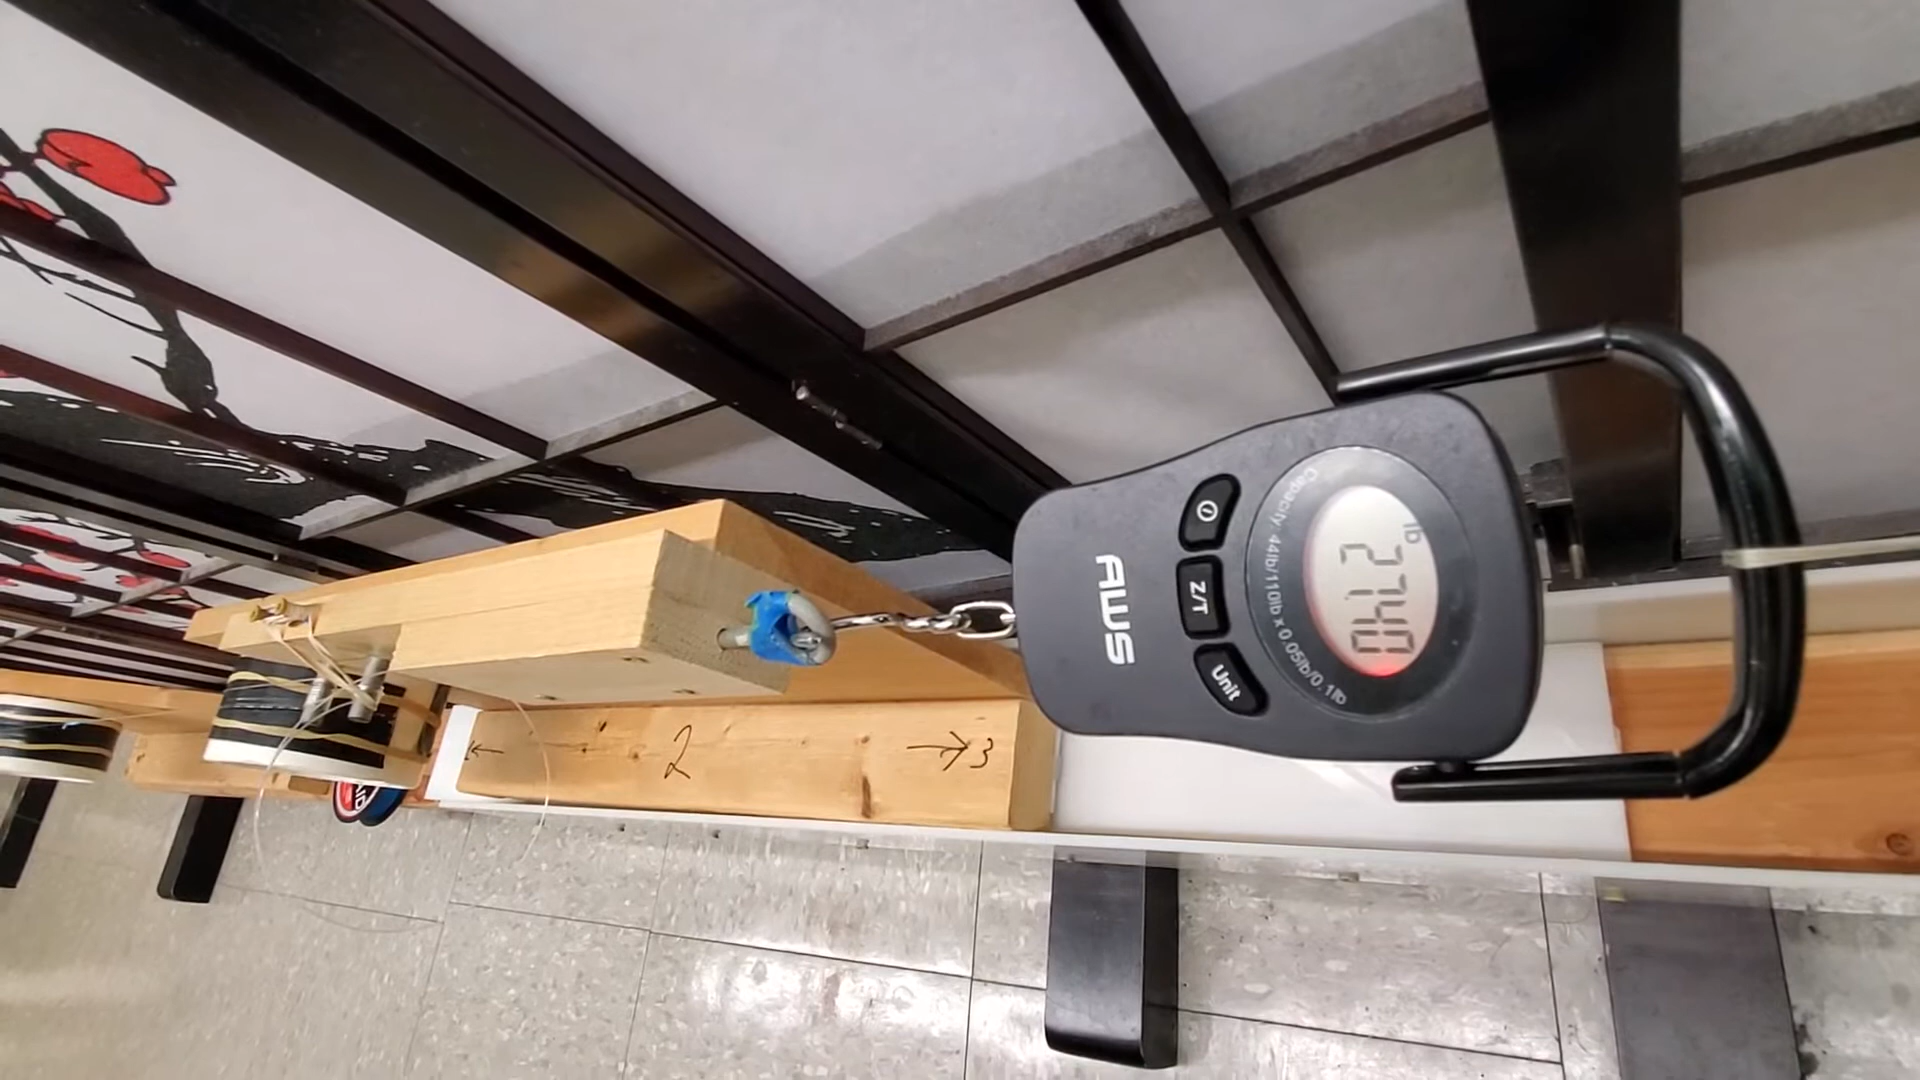 lb
27.40
Capacity: 44lb/110lb x 0.05lb/0.1lb
Z/T
Unit
AWS
← 2 → 3